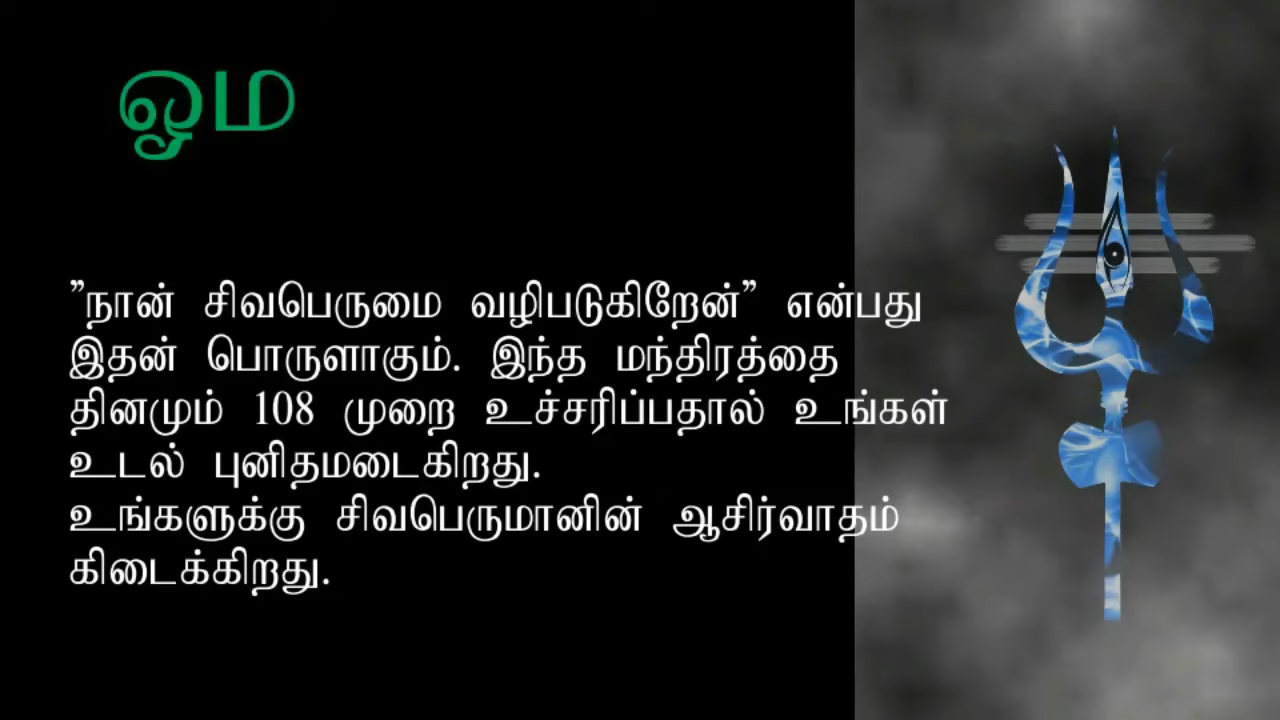 ஓம
”நான் சிவபெருமை வழிபடுகிறேன்” என்பது
இதன் பொருளாகும். இந்த மந்திரத்தை
தினமும் 108 முறை உச்சரிப்பதால் உங்கள்
உடல் புனிதமடைகிறது.
உங்களுக்கு சிவபெருமானின் ஆசிர்வாதம்
கிடைக்கிறது.